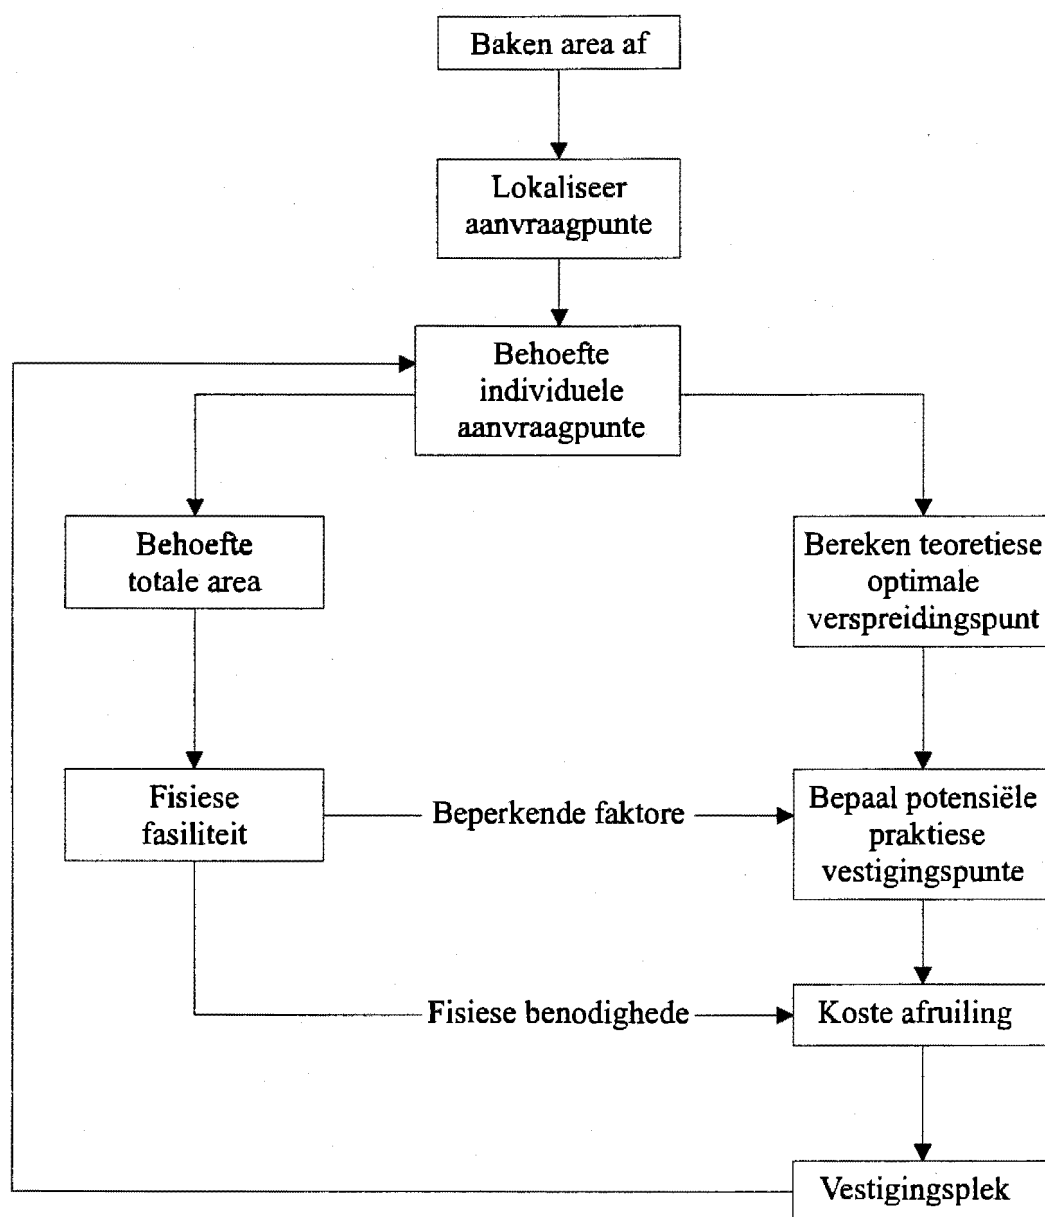 Baken area af
Lokaliseer
aanvraagpunte
Behoefte
individuele
aanvraagpunte
Behoefte
totale area
Bereken teoretiese
optimale
verspreidingspunt
Fisiese
fasiliteit
Beperkende faktore
Bepaal potensiële
praktiese
vestigingspunte
Fisiese benodighede
Koste afruiling
Vestigingsplek